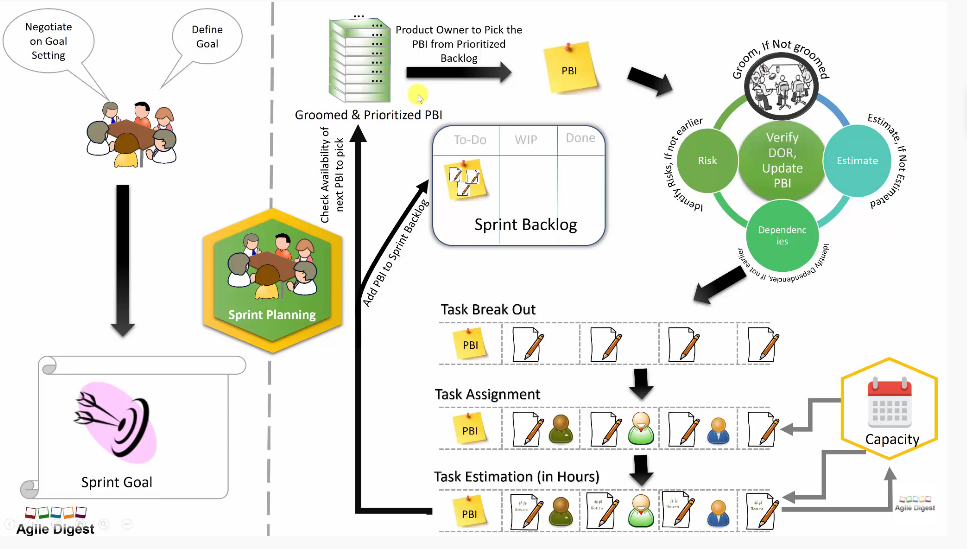 Negotiate
on Goal
Setting
Define
Goal
Sprint Goal
Agile Digest
Sprint Planning
Product Owner to Pick the
PBI from Prioritized
Backlog
Groomed & Prioritized PBI
PBI
Groom, If Not groomed
Identify Risks, If not earlier
Estimate, If Not Estimated
Identify Dependencies, If not earlier
Risk
Verify
DOR,
Update
PBI
Estimate
Dependenc
ies
Check Availability of
next PBI to pick
Add PBI to Sprint Backlog
To-Do
WIP
Done
Sprint Backlog
Task Break Out
PBI
Task Assignment
PBI
Capacity
Task Estimation (in Hours)
PBI
Agile Digest